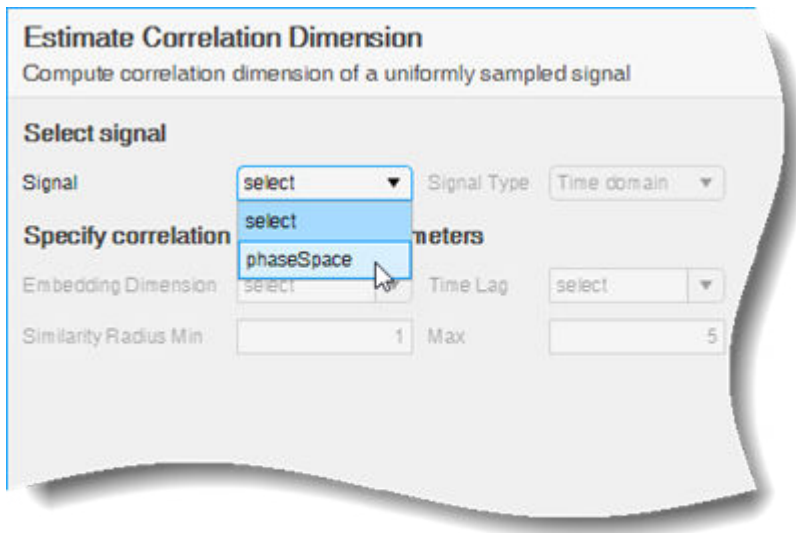 Estimate Correlation Dimension
Compute correlation dimension of a uniformly sampled signal
Select signal
Signal select Signal Type Time domain
select
Specify correlation meters
phaseSpace
Embedding Dimension select Time Lag select
Similarity Radius Min 1 Max 5